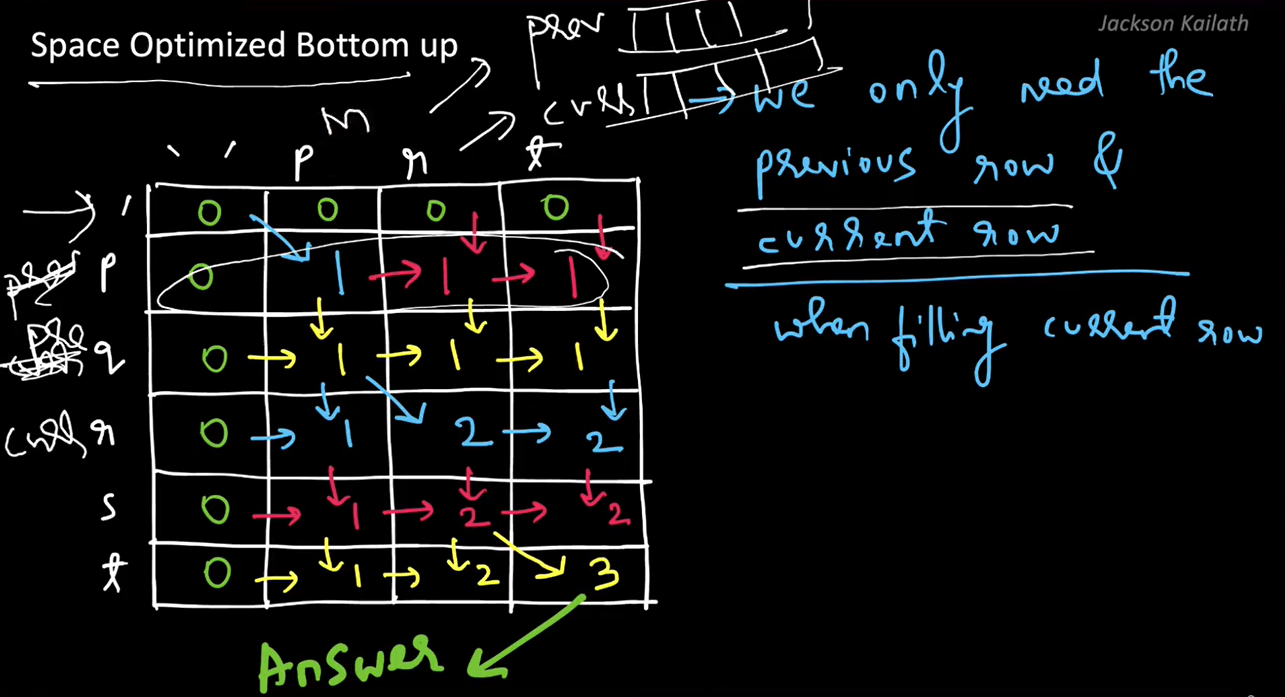 Jackson Kailath
Space Optimized Bottom up
prev
curr
→ we only need the
previous row &
current row
when filling current row
m
' ' p r t
' 0 0 0 0
p 0 1 1 1
pre q 0 1 1 1
curr r 0 1 2 2
s 0 1 2 2
t 0 1 2 3
Answer